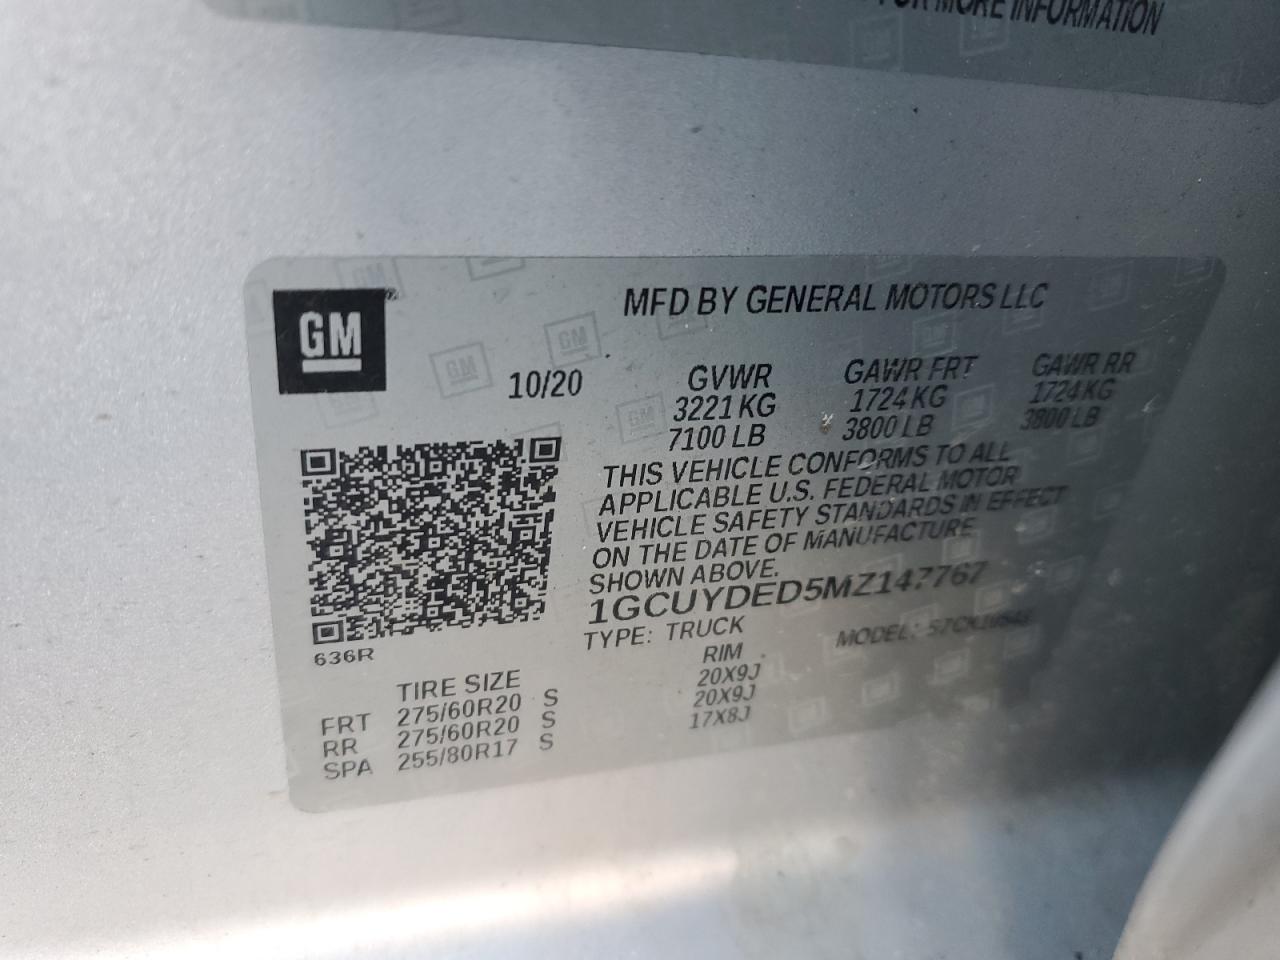 FOR MORE INFORMATION
GM
MFD BY GENERAL MOTORS LLC
10/20
GVWR GAWR FRT GAWR RR
3221 KG 1724 KG 1724 KG
7100 LB 3800 LB 3800 LB
THIS VEHICLE CONFORMS TO ALL
APPLICABLE U.S. FEDERAL MOTOR
VEHICLE SAFETY STANDARDS IN EFFECT
ON THE DATE OF MANUFACTURE
SHOWN ABOVE.
1GCUYDED5MZ147767
TYPE: TRUCK MODEL:
636R
TIRE SIZE RIM
FRT 275/60R20 S 20X9J
RR 275/60R20 S 20X9J
SPA 255/80R17 S 17X8J